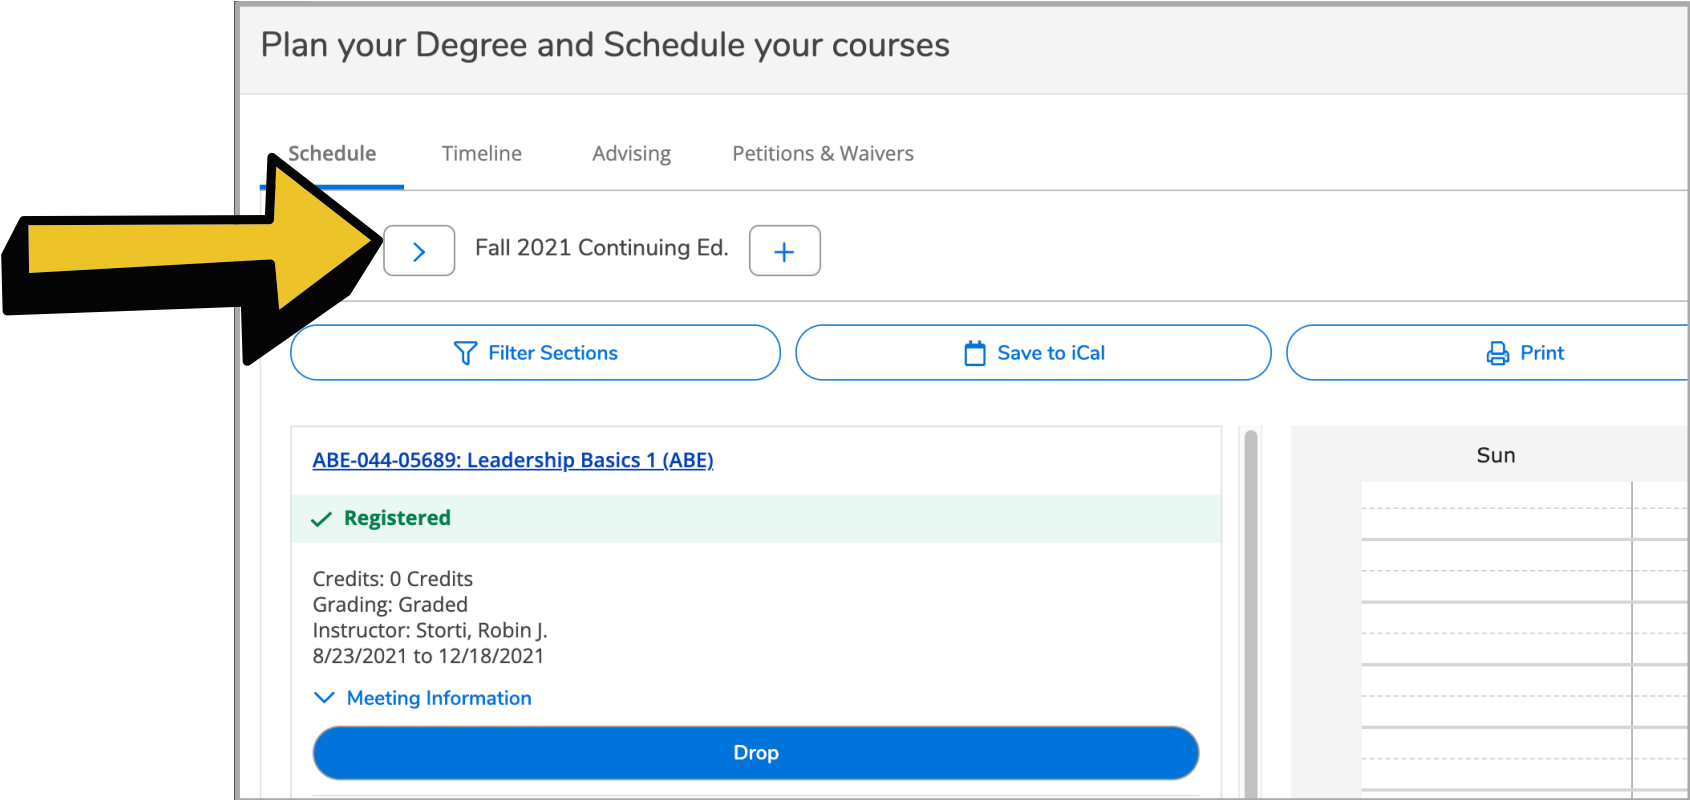 Plan your Degree and Schedule your courses
Schedule Timeline Advising Petitions & Waivers
Fall 2021 Continuing Ed.
Filter Sections Save to iCal Print
ABE-044-05689: Leadership Basics 1 (ABE)
Sun
Registered
Credits: 0 Credits
Grading: Graded
Instructor: Storti, Robin J.
8/23/2021 to 12/18/2021
Meeting Information
Drop